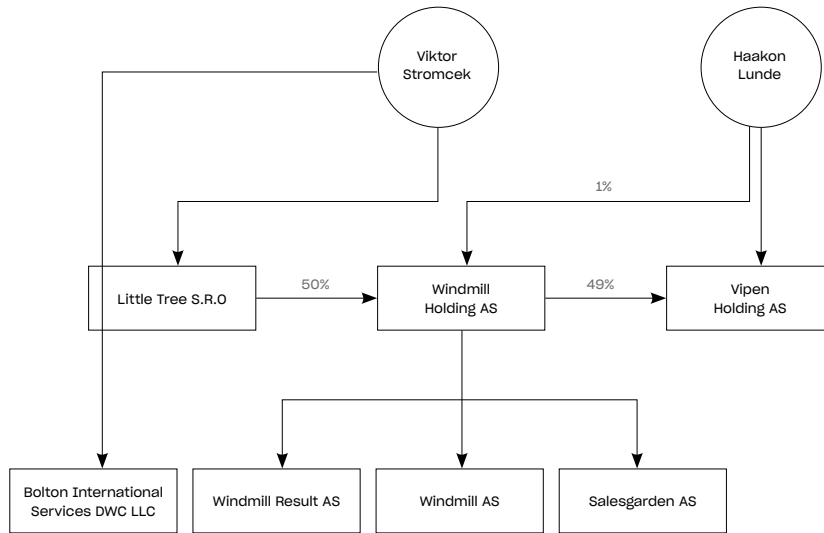 Viktor
Stromcek
Haakon
Lunde
1%
Little Tree S.R.O
50%
Windmill
Holding AS
49%
Vipen
Holding AS
Bolton International
Services DWC LLC
Windmill Result AS
Windmill AS
Salesgarden AS